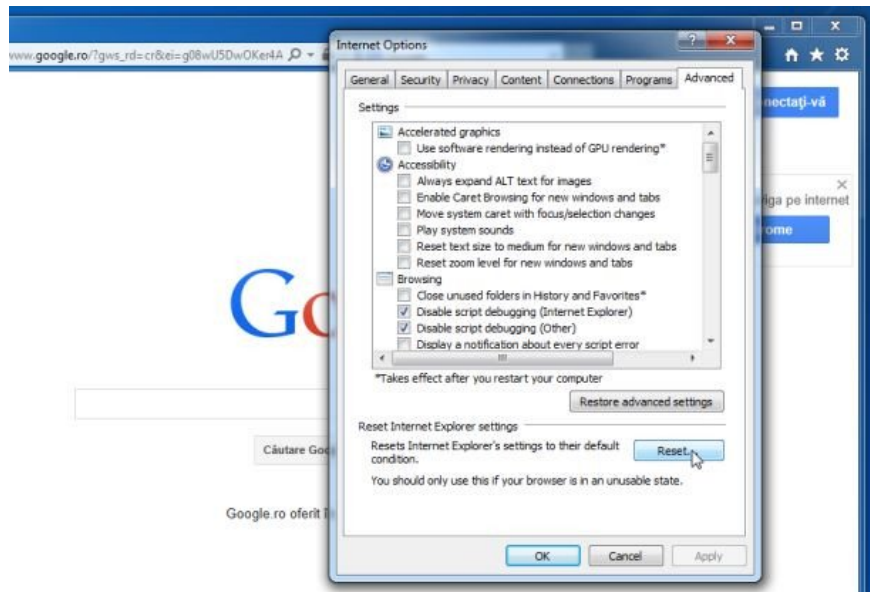 www.google.ro/?gws_rd=cr&ei=g08wU5DwOKer4A
Internet Options
General Security Privacy Content Connections Programs Advanced
nectaţi-vă
Settings
Accelerated graphics
Use software rendering instead of GPU rendering*
Accessibility
Always expand ALT text for images
Enable Caret Browsing for new windows and tabs
Move system caret with focus/selection changes
Play system sounds
Reset text size to medium for new windows and tabs
Reset zoom level for new windows and tabs
Browsing
Close unused folders in History and Favorites*
Disable script debugging (Internet Explorer)
Disable script debugging (Other)
Display a notification about every script error
iga pe internet
ome
Go
*Takes effect after you restart your computer
Restore advanced settings
Reset Internet Explorer settings
Resets Internet Explorer's settings to their default
condition.
Reset...
You should only use this if your browser is in an unusable state.
Căutare Goo
Google.ro oferit î
OK Cancel Apply